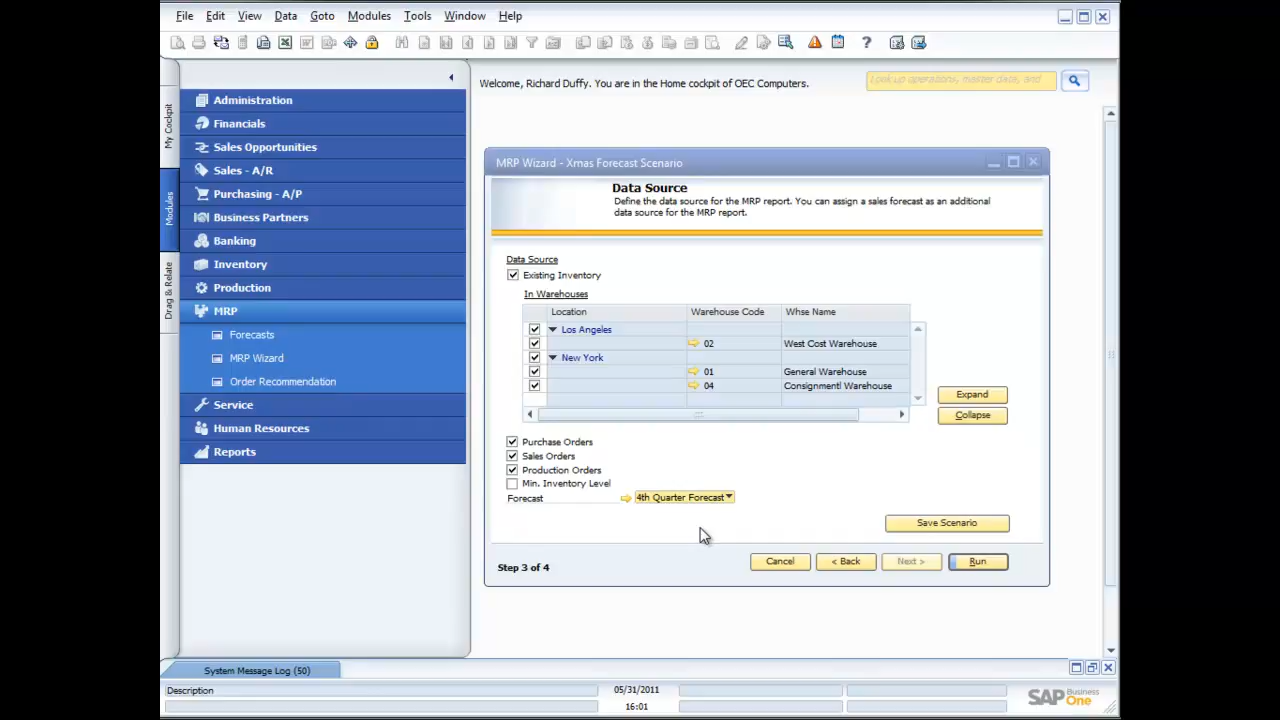 File Edit View Data Goto Modules Tools Window Help
Welcome, Richard Duffy. You are in the Home cockpit of OEC Computers.
Look up operations, master data, and
My Cockpit
Modules
Drag & Relate
Administration
Financials
Sales Opportunities
Sales - A/R
Purchasing - A/P
Business Partners
Banking
Inventory
Production
MRP
Forecasts
MRP Wizard
Order Recommendation
Service
Human Resources
Reports
MRP Wizard - Xmas Forecast Scenario
Data Source
Define the data source for the MRP report. You can assign a sales forecast as an additional
data source for the MRP report.
Data Source
Existing Inventory
In Warehouses
Location Warehouse Code Whse Name
Los Angeles
02 West Cost Warehouse
New York
01 General Warehouse
04 Consignmentl Warehouse
Expand
Collapse
Purchase Orders
Sales Orders
Production Orders
Min. Inventory Level
Forecast 4th Quarter Forecast
Save Scenario
Step 3 of 4 Cancel < Back Next > Run
System Message Log (50)
Description 05/31/2011
16:01
SAP Business One